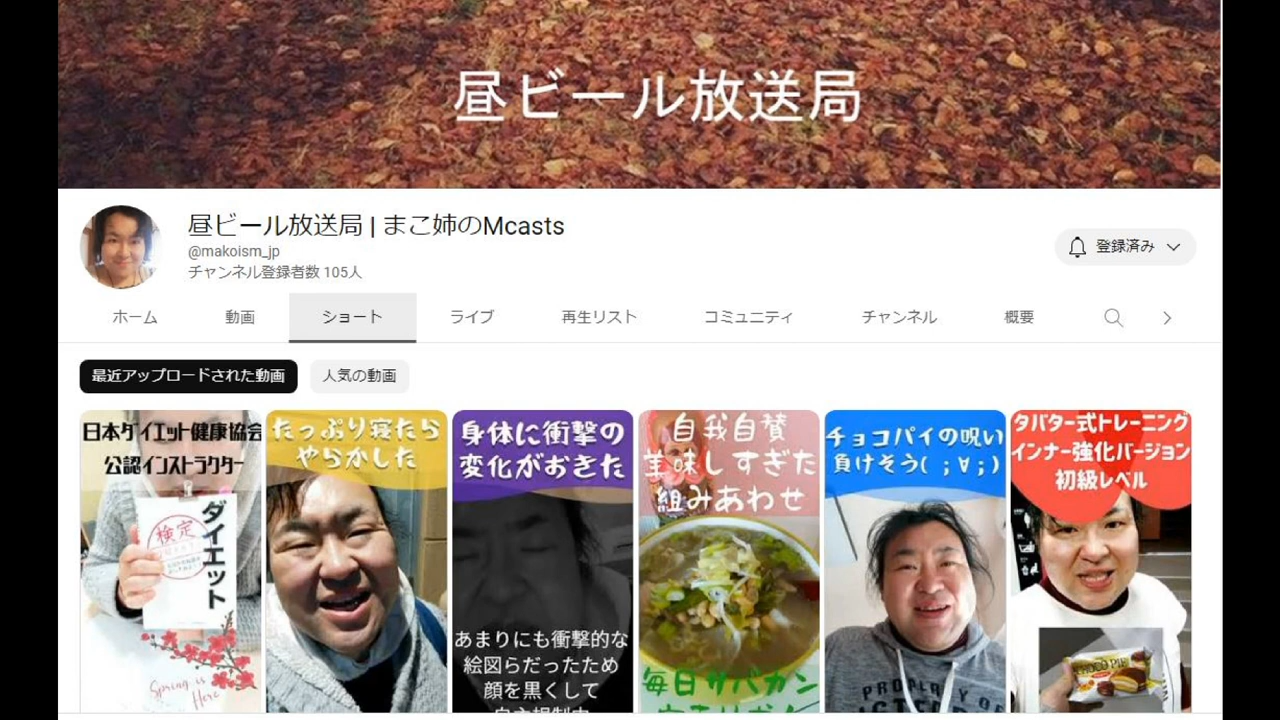 昼ビール放送局
昼ビール放送局 | まこ姉のMcasts
@makoism_jp
チャンネル登録者数 105人
登録済み
ホーム
動画
ショート
ライブ
再生リスト
コミュニティ
チャンネル
概要
最近アップロードされた動画
人気の動画
日本ダイエット健康協会
公認インストラクター
検定
ダイエット
Spring is
Here
たっぷり寝たら
やらかした
身体に衝撃の
変化がおきた
あまりにも衝撃的な
絵図らだったため
顔を黒くして
自主規制中
自我自賛
美味しすぎた
組みあわせ
毎日サバカン
チョコパイの呪い
負けそう( ;∀;)
PROPERTY OF
タバター式トレーニング
インナー強化バージョン
初級レベル
CHOCO PIE